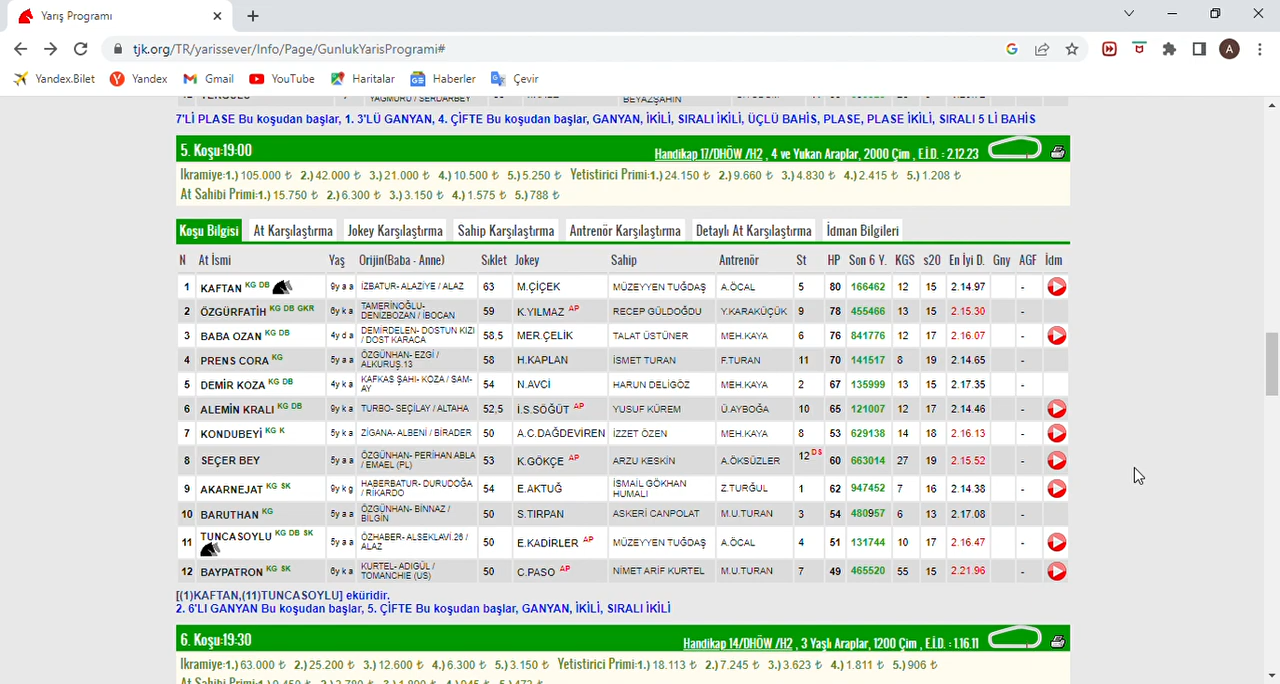 Yarış Programı
tjk.org/TR/yarissever/Info/Page/GunlukYarisProgrami#
A
Yandex.Bilet Yandex Gmail YouTube Haritalar Haberler Çevir
7'Lİ PLASE Bu koşudan başlar, 1. 3'LÜ GANYAN, 4. ÇİFTE Bu koşudan başlar, GANYAN, İKİLİ, SIRALI İKİLİ, ÜÇLÜ BAHİS, PLASE, PLASE İKİLİ, SIRALI 5 Lİ BAHİS
5. Koşu:19:00 Handikap 17/DHÖW /H2 , 4 ve Yukarı Araplar, 2000 Çim , E.İ.D. : 2.12.23
Ikramiye:1.) 105.000 ₺ 2.) 42.000 ₺ 3.) 21.000 ₺ 4.) 10.500 ₺ 5.) 5.250 ₺ Yetistirici Primi:1.) 24.150 ₺ 2.) 9.660 ₺ 3.) 4.830 ₺ 4.) 2.415 ₺ 5.) 1.208 ₺
At Sahibi Primi:1.) 15.750 ₺ 2.) 6.300 ₺ 3.) 3.150 ₺ 4.) 1.575 ₺ 5.) 788 ₺
Koşu Bilgisi At Karşılaştırma Jokey Karşılaştırma Sahip Karşılaştırma Antrenör Karşılaştırma Detaylı At Karşılaştırma İdman Bilgileri
N At İsmi Yaş Orijin(Baba - Anne) Sıklet Jokey Sahip Antrenör St HP Son 6 Y. KGS s20 En İyi D. Gny AGF İdm
1 KAFTAN KG DB 9y a a İZBATUR- ALAZİYE / ALAZ 63 M.ÇİÇEK MÜZEYYEN TUĞDAŞ A.ÖCAL 5 80 166462 12 15 2.14.97 -
2 ÖZGÜRFATİH KG DB GKR 6y k a TAMERİNOĞLU- DENİZBOZAN / İBOCAN 59 K.YILMAZ AP RECEP GÜLDOĞDU Y.KARAKÜÇÜK 9 78 455466 13 15 2.15.30 -
3 BABA OZAN KG DB 4y d a DEMİRDELEN- DOSTUN KIZI / DOST KARACA 58,5 MER.ÇELİK TALAT ÜSTÜNER MEH.KAYA 6 76 841776 12 17 2.16.07 -
4 PRENS CORA KG 5y a a ÖZGÜNHAN- EZGİ / ALKURUŞ.13 58 H.KAPLAN İSMET TURAN F.TURAN 11 70 141517 8 19 2.14.65 -
5 DEMİR KOZA KG DB 4y k a KAFKAS ŞAHI- KOZA / SAM-AY 54 N.AVCİ HARUN DELİGÖZ MEH.KAYA 2 67 135999 13 15 2.17.35 -
6 ALEMİN KRALI KG DB 9y k a TURBO- SEÇİLAY / ALTAHA 52,5 İ.S.SÖĞÜT AP YUSUF KÜREM Ü.AYBOĞA 10 65 121007 12 17 2.14.46 -
7 KONDUBEYİ KG K 5y k a ZİGANA- ALBENİ / BİRADER 50 A.C.DAĞDEVİREN İZZET ÖZEN MEH.KAYA 8 53 629138 14 18 2.16.13 -
8 SEÇER BEY 5y a a ÖZGÜNHAN- PERİHAN ABLA / EMAEL (PL) 53 K.GÖKÇE AP ARZU KESKİN A.ÖKSÜZLER 12 DS 60 663014 27 19 2.15.52 -
9 AKARNEJAT KG SK 9y k g HABERBATUR- DURUDOĞA / RİKARDO 54 E.AKTUĞ İSMAİL GÖKHAN HUMALI Z.TURĞUL 1 62 947452 7 16 2.14.38 -
10 BARUTHAN KG 5y a a ÖZGÜNHAN- BİNNAZ / BİLGİN 50 S.TIRPAN ASKERİ CANPOLAT M.U.TURAN 3 54 480957 6 13 2.17.08 -
11 TUNCASOYLU KG DB SK 5y a a ÖZHABER- ALSEKLAVİ.26 / ALAZ 50 E.KADİRLER AP MÜZEYYEN TUĞDAŞ A.ÖCAL 4 51 131744 10 17 2.16.47 -
12 BAYPATRON KG SK 6y k a KURTEL- ADIGÜL / TOMANCHIE (US) 50 C.PASO AP NİMET ARİF KURTEL M.U.TURAN 7 49 465520 55 15 2.21.96 -
[(1)KAFTAN,(11)TUNCASOYLU] eküridir.
2. 6'LI GANYAN Bu koşudan başlar, 5. ÇİFTE Bu koşudan başlar, GANYAN, İKİLİ, SIRALI İKİLİ
6. Koşu:19:30 Handikap 14/DHÖW /H2 , 3 Yaşlı Araplar, 1200 Çim , E.İ.D. : 1.16.11
Ikramiye:1.) 63.000 ₺ 2.) 25.200 ₺ 3.) 12.600 ₺ 4.) 6.300 ₺ 5.) 3.150 ₺ Yetistirici Primi:1.) 18.113 ₺ 2.) 7.245 ₺ 3.) 3.623 ₺ 4.) 1.811 ₺ 5.) 906 ₺
At Sahibi Primi:1.) 9.450 ₺ 2.) 3.780 ₺ 3.) 1.890 ₺ 4.) 945 ₺ 5.) 473 ₺